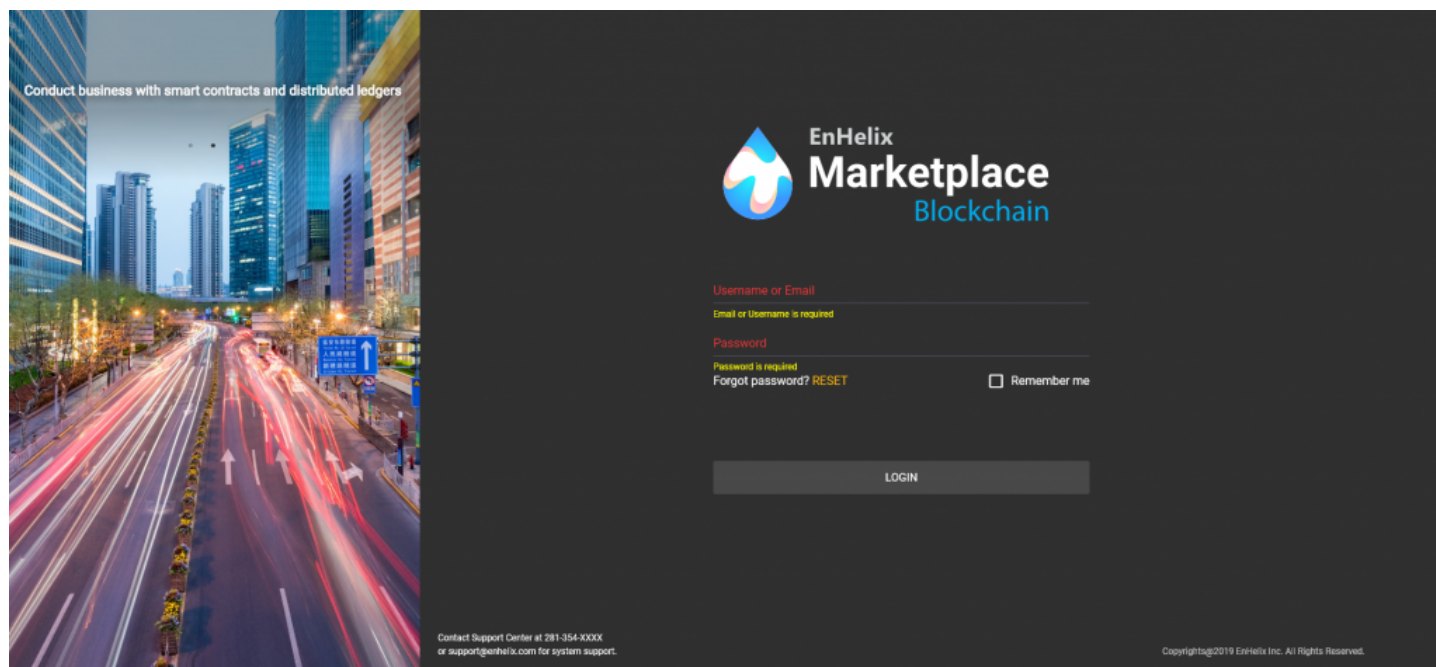 Conduct business with smart contracts and distributed ledgers
EnHelix
Marketplace
Blockchain
Username or Email
Email or Username is required
Password
Password is required
Forgot password? RESET
Remember me
LOGIN
Contact Support Center at 281-354-XXXX
or support@enhelix.com for system support.
Copyrights@2019 EnHelix Inc. All Rights Reserved.